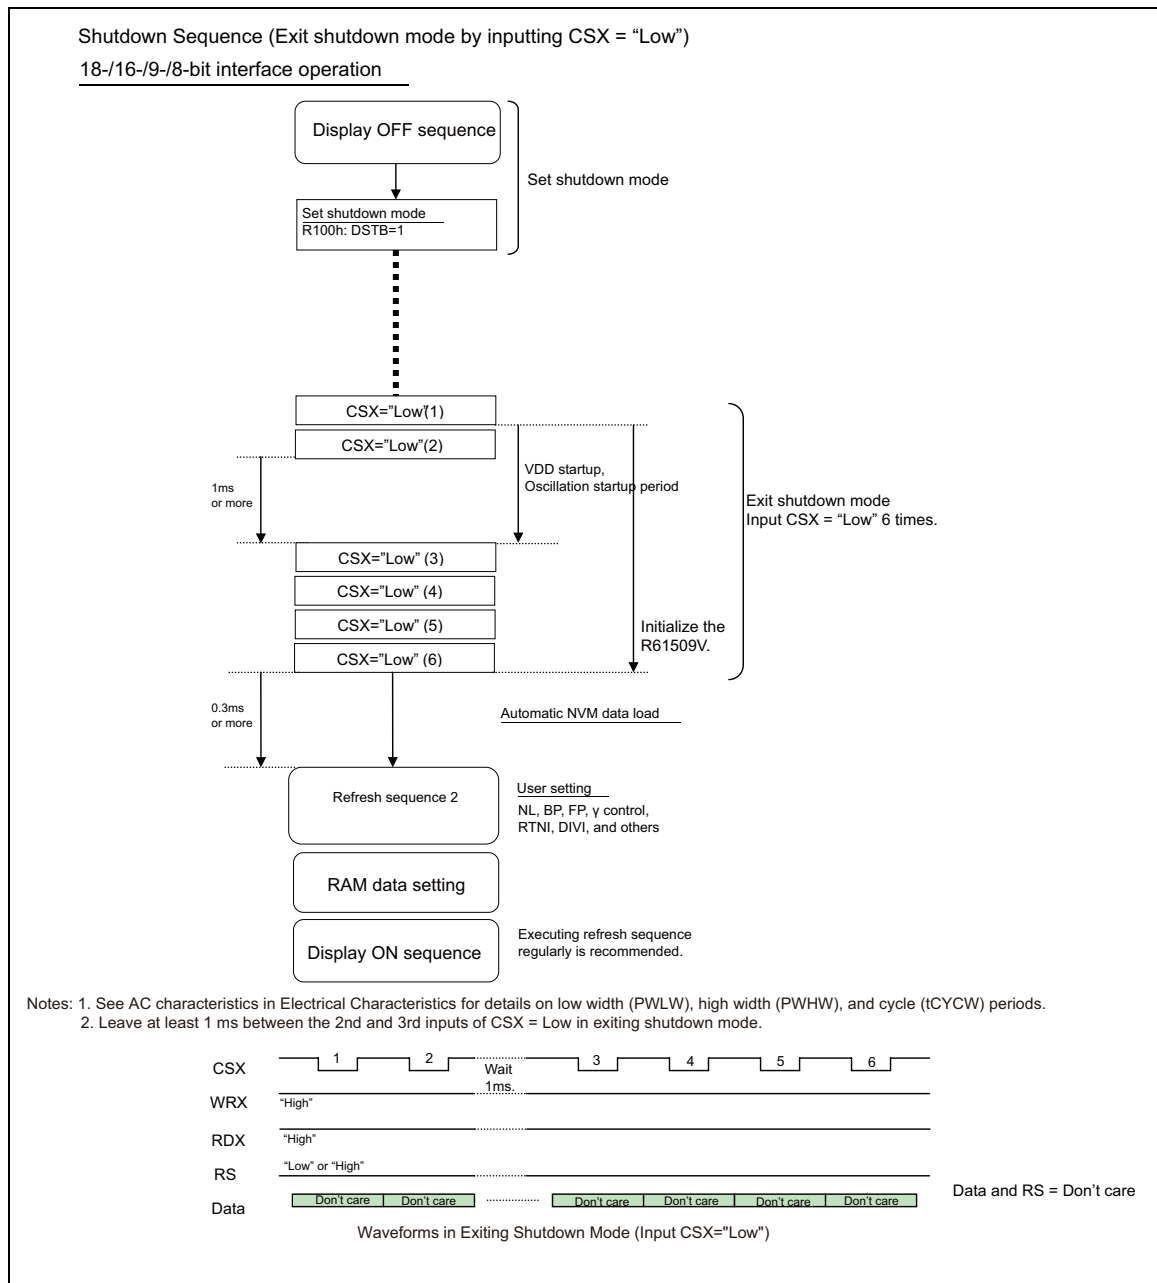 Shutdown Sequence (Exit shutdown mode by inputting CSX = “Low”)
18-/16-/9-/8-bit interface operation
Display OFF sequence
Set shutdown mode
Set shutdown mode
R100h: DSTB=1
CSX=”Low”(1)
CSX=”Low”(2)
1ms
or more
VDD startup,
Oscillation startup period
Exit shutdown mode
Input CSX = “Low” 6 times.
CSX=”Low” (3)
CSX=”Low” (4)
CSX=”Low” (5)
CSX=”Low” (6)
Initialize the
R61509V.
0.3ms
or more
Automatic NVM data load
Refresh sequence 2
User setting
NL, BP, FP, γ control,
RTNI, DIVI, and others
RAM data setting
Display ON sequence
Executing refresh sequence
regularly is recommended.
Notes: 1. See AC characteristics in Electrical Characteristics for details on low width (PWLW), high width (PWHW), and cycle (tCYCW) periods.
2. Leave at least 1 ms between the 2nd and 3rd inputs of CSX = Low in exiting shutdown mode.
CSX 1 2 Wait 3 4 5 6
1ms.
WRX “High”
RDX “High”
RS “Low” or “High”
Data Don’t care Don’t care Don’t care Don’t care Don’t care Don’t care
Data and RS = Don’t care
Waveforms in Exiting Shutdown Mode (Input CSX="Low")